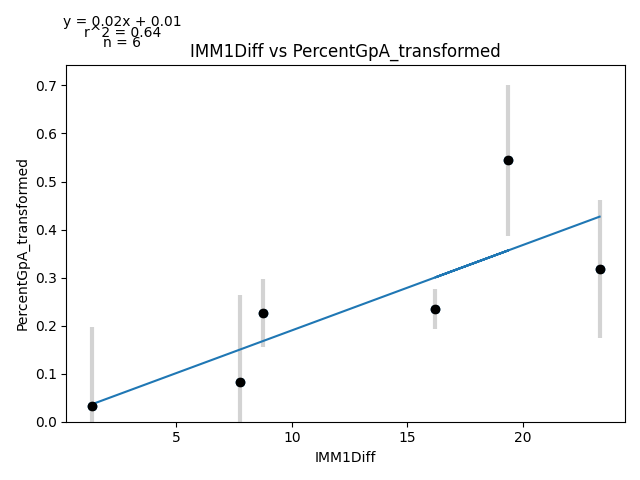 y = 0.02x + 0.01
r^2 = 0.64
n = 6
IMM1Diff vs PercentGpA_transformed
PercentGpA_transformed
0.7
0.6
0.5
0.4
0.3
0.2
0.1
0.0
5 10 15 20
IMM1Diff